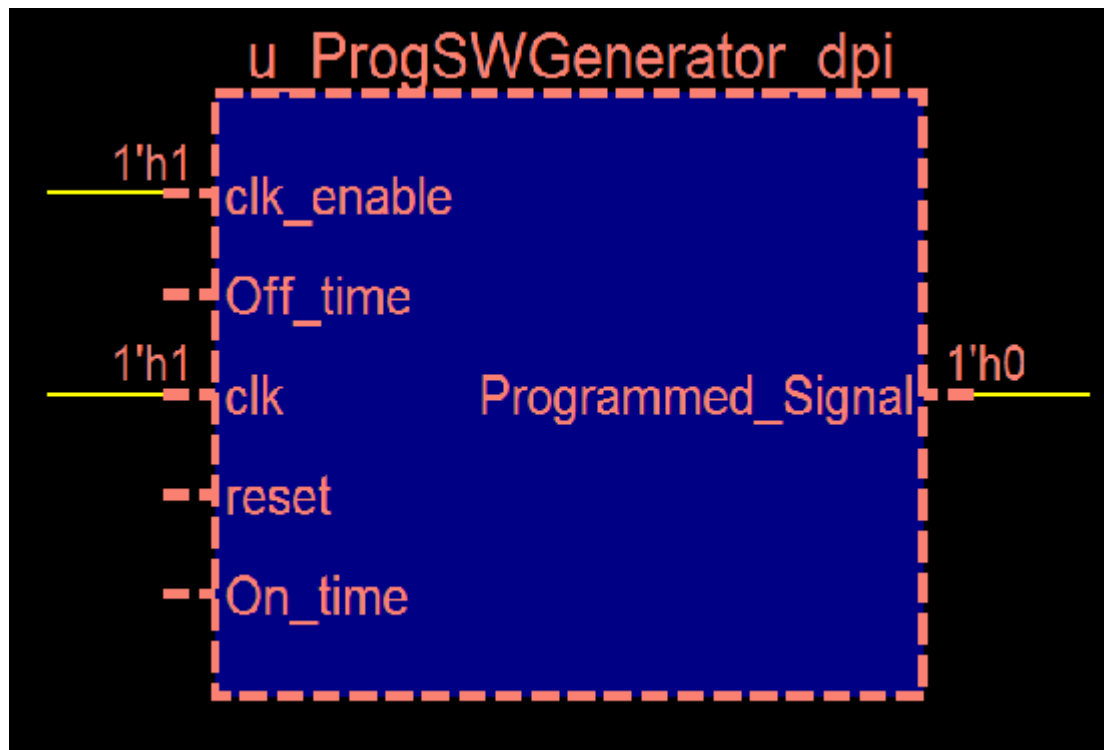 u_ProgSWGenerator_dpi
1'h1
clk_enable
Off_time
1'h1
clk
Programmed_Signal
1'h0
reset
On_time